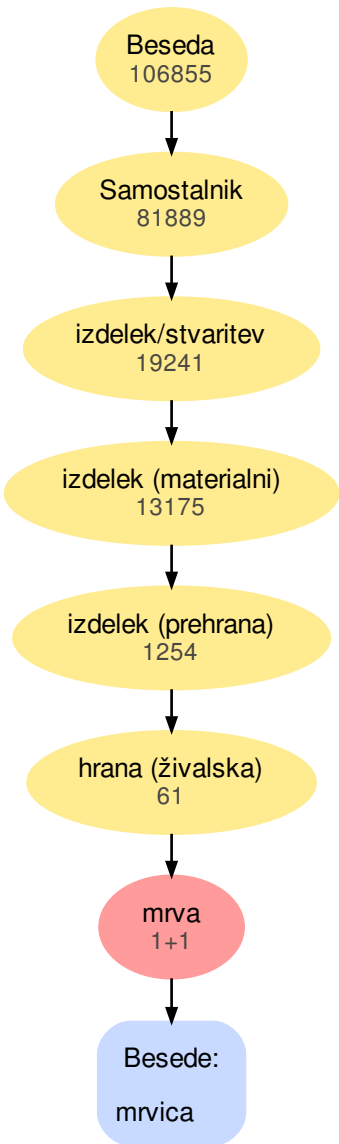 Beseda
106855
Samostalnik
81889
izdelek/stvaritev
19241
izdelek (materialni)
13175
izdelek (prehrana)
1254
hrana (živalska)
61
mrva
1+1
Besede:
mrvica